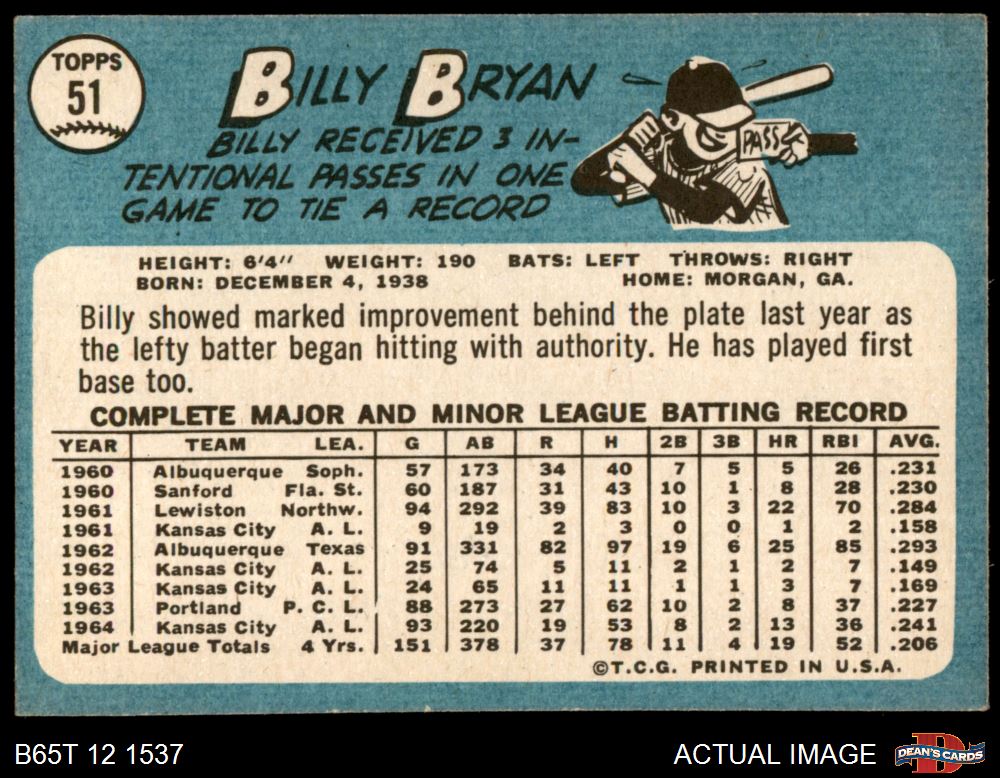 TOPPS
51
BILLY BRYAN
BILLY RECEIVED 3 IN-
TENTIONAL PASSES IN ONE
GAME TO TIE A RECORD
PASS
HEIGHT: 6'4" WEIGHT: 190 BATS: LEFT THROWS: RIGHT
BORN: DECEMBER 4, 1938 HOME: MORGAN, GA.
Billy showed marked improvement behind the plate last year as
the lefty batter began hitting with authority. He has played first
base too.
COMPLETE MAJOR AND MINOR LEAGUE BATTING RECORD
YEAR TEAM LEA. G AB R H 2B 3B HR RBI AVG.
1960 Albuquerque Soph. 57 173 34 40 7 5 5 26 .231
1960 Sanford Fla. St. 60 187 31 43 10 1 8 28 .230
1961 Lewiston Northw. 94 292 39 83 10 3 22 70 .284
1961 Kansas City A. L. 9 19 2 3 0 0 1 2 .158
1962 Albuquerque Texas 91 331 82 97 19 6 25 85 .293
1962 Kansas City A. L. 25 74 5 11 2 1 2 7 .149
1963 Kansas City A. L. 24 65 11 11 1 1 3 7 .169
1963 Portland P. C. L. 88 273 27 62 10 2 8 37 .227
1964 Kansas City A. L. 93 220 19 53 8 2 13 36 .241
Major League Totals 4 Yrs. 151 378 37 78 11 4 19 52 .206
©T.C.G. PRINTED IN U.S.A.
B65T 12 1537 ACTUAL IMAGE D DEAN'S CARDS